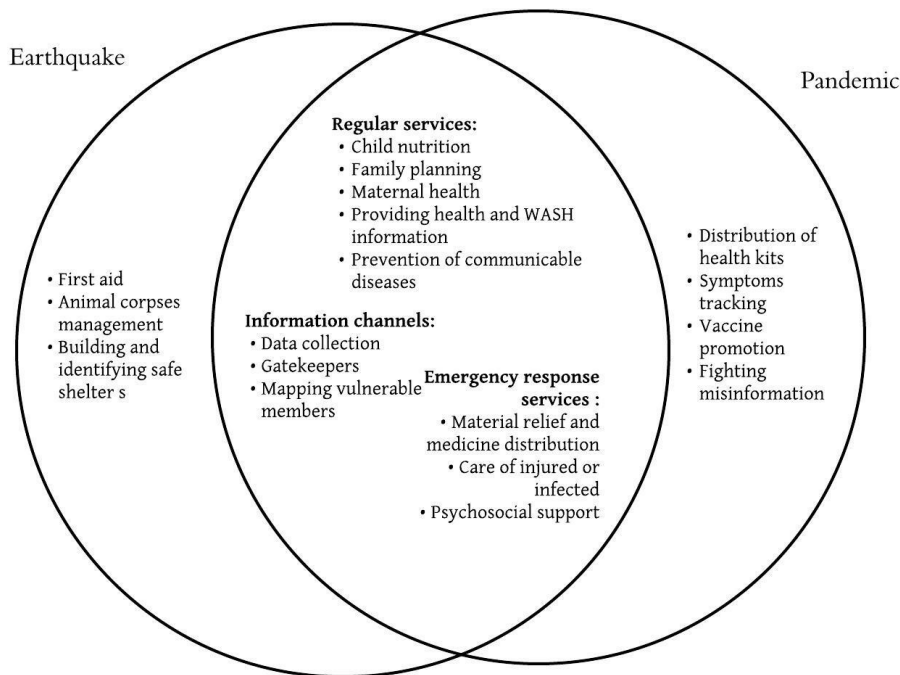 Earthquake
Pandemic
Regular services:
• Child nutrition
• Family planning
• Maternal health
• Providing health and WASH
information
• Prevention of communicable
diseases
• First aid
• Animal corpses
management
• Building and
identifying safe
shelter s
Information channels:
• Data collection
• Gatekeepers
• Mapping vulnerable
members
Emergency response
services :
• Material relief and
medicine distribution
• Care of injured or
infected
• Psychosocial support
• Distribution of
health kits
• Symptoms
tracking
• Vaccine
promotion
• Fighting
misinformation